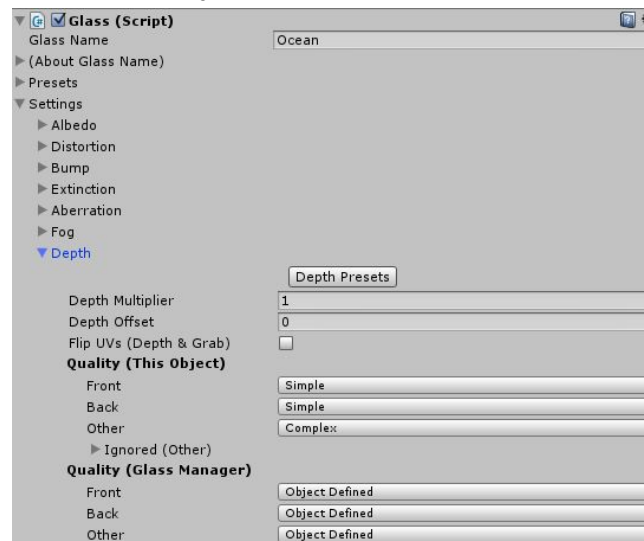 Glass (Script)
Glass Name Ocean
(About Glass Name)
Presets
Settings
Albedo
Distortion
Bump
Extinction
Aberration
Fog
Depth
Depth Presets
Depth Multiplier 1
Depth Offset 0
Flip UVs (Depth & Grab)
Quality (This Object)
Front Simple
Back Simple
Other Complex
Ignored (Other)
Quality (Glass Manager)
Front Object Defined
Back Object Defined
Other Object Defined